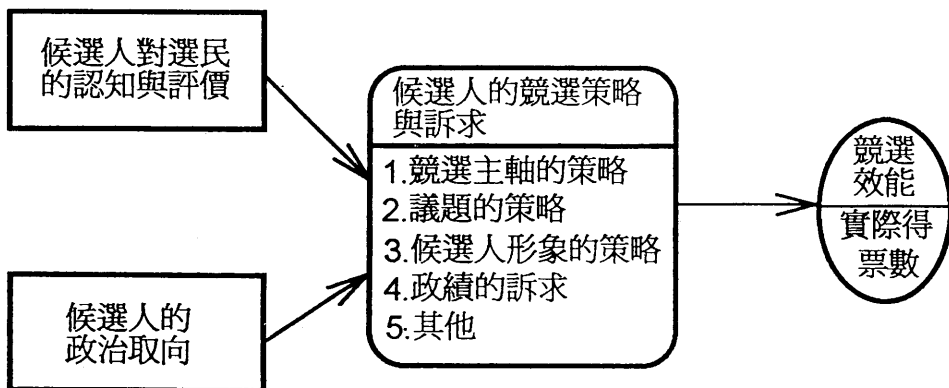 候選人對選民
的認知與評價
候選人的
政治取向
候選人的競選策略
與訴求
1.競選主軸的策略
2.議題的策略
3.候選人形象的策略
4.政績的訴求
5.其他
競選
效能
實際得
票數